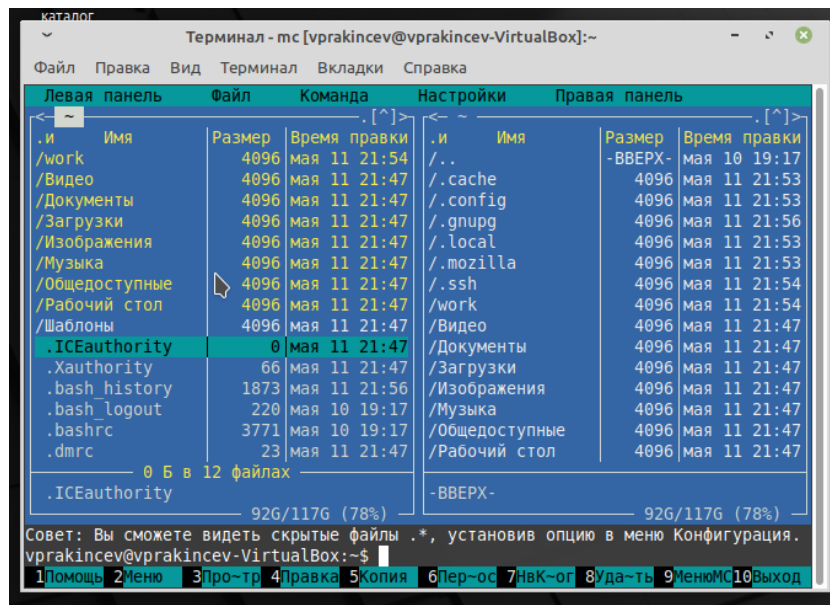 каталог
Терминал - mc [vprakincev@vprakincev-VirtualBox]:~
Файл Правка Вид Терминал Вкладки Справка
Левая панель Файл Команда Настройки Правая панель
<— ~ .[^]> <— ~ .[^]>
.и Имя Размер Время правки .и Имя Размер Время правки
/work 4096 мая 11 21:54 /.. -ВВЕРХ- мая 10 19:17
/Видео 4096 мая 11 21:47 /.cache 4096 мая 11 21:53
/Документы 4096 мая 11 21:47 /.config 4096 мая 11 21:53
/Загрузки 4096 мая 11 21:47 /.gnupg 4096 мая 11 21:56
/Изображения 4096 мая 11 21:47 /.local 4096 мая 11 21:53
/Музыка 4096 мая 11 21:47 /.mozilla 4096 мая 11 21:53
/Общедоступные 4096 мая 11 21:47 /.ssh 4096 мая 11 21:54
/Рабочий стол 4096 мая 11 21:47 /work 4096 мая 11 21:54
/Шаблоны 4096 мая 11 21:47 /Видео 4096 мая 11 21:47
.ICEauthority 0 мая 11 21:47 /Документы 4096 мая 11 21:47
.Xauthority 66 мая 11 21:47 /Загрузки 4096 мая 11 21:47
.bash_history 1873 мая 11 21:56 /Изображения 4096 мая 11 21:47
.bash_logout 220 мая 10 19:17 /Музыка 4096 мая 11 21:47
.bashrc 3771 мая 10 19:17 /Общедоступные 4096 мая 11 21:47
.dmrc 23 мая 11 21:47 /Рабочий стол 4096 мая 11 21:47
0 Б в 12 файлах
.ICEauthority -ВВЕРХ-
92G/117G (78%) 92G/117G (78%)
Совет: Вы сможете видеть скрытые файлы .*, установив опцию в меню Конфигурация.
vprakincev@vprakincev-VirtualBox:~$
1Помощь 2Меню 3Про~тр 4Правка 5Копия 6Пер~ос 7НвК~ог 8Уда~ть 9МенюMC 10Выход